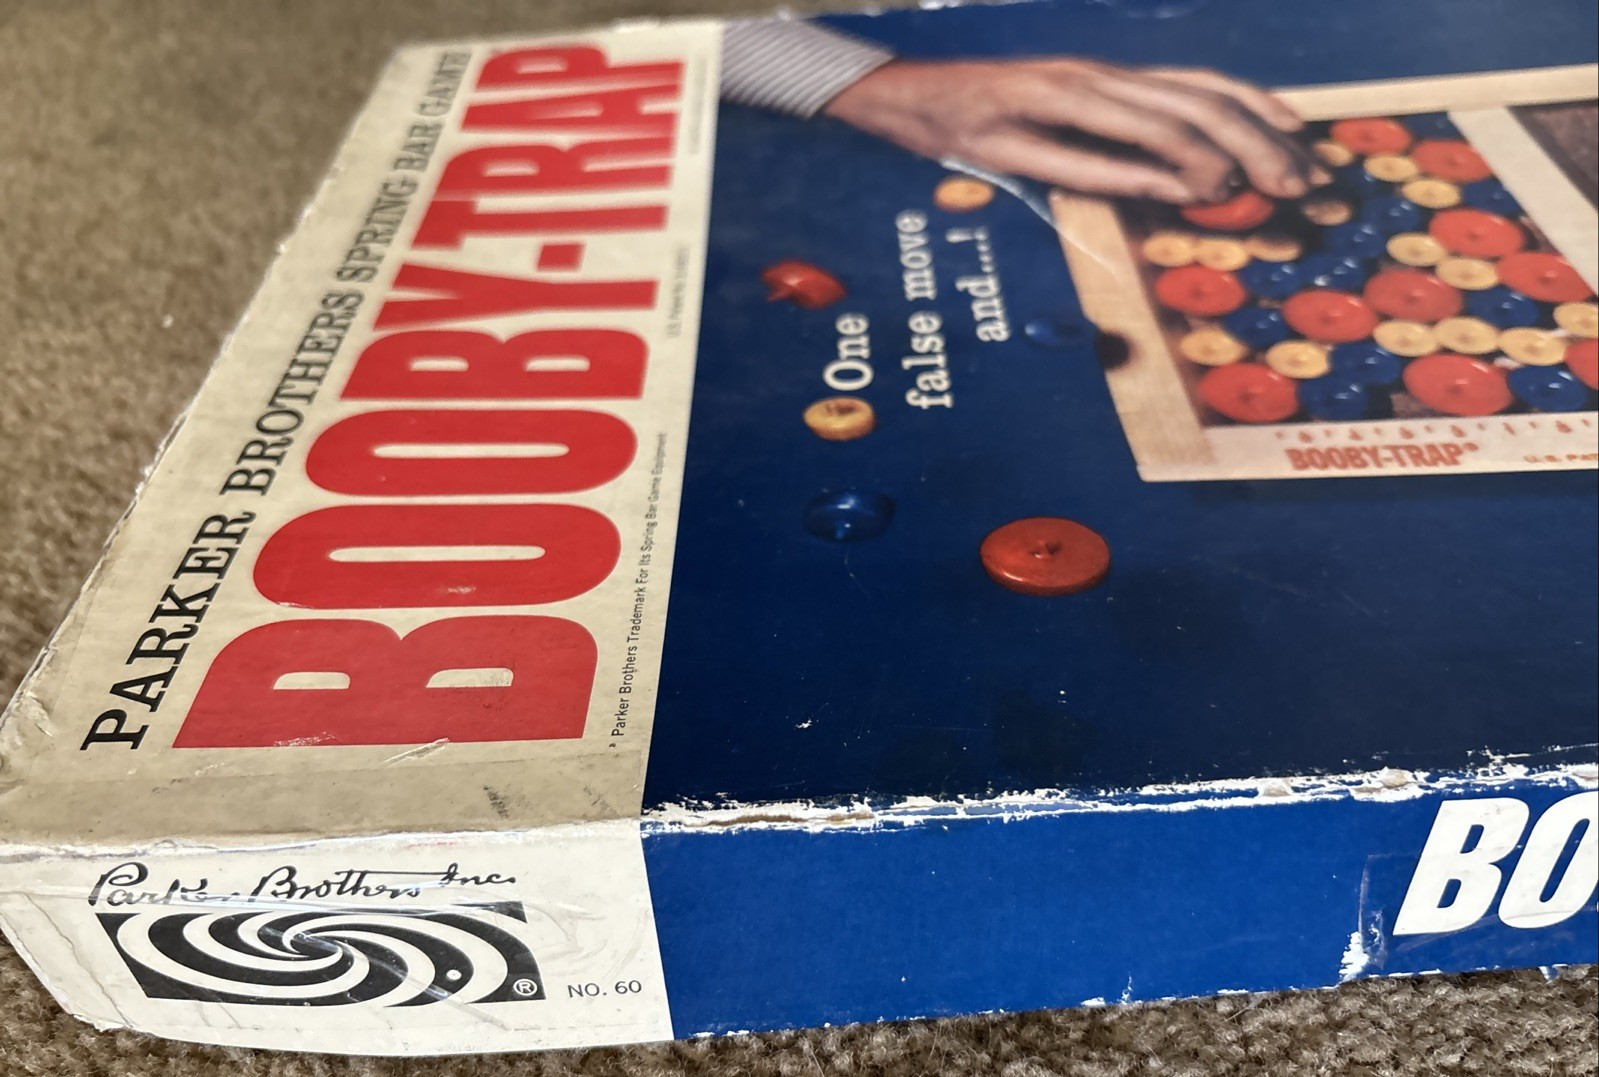 PARKER BROTHERS SPRING BAR GAME
BOOBY-TRAP
* Parker Brothers Trademark For Its Spring Bar Game Equipment
One
false move
and....!
BOOBY-TRAP®
U.S. PAT
Parker Brothers Inc.
®
NO. 60
BO